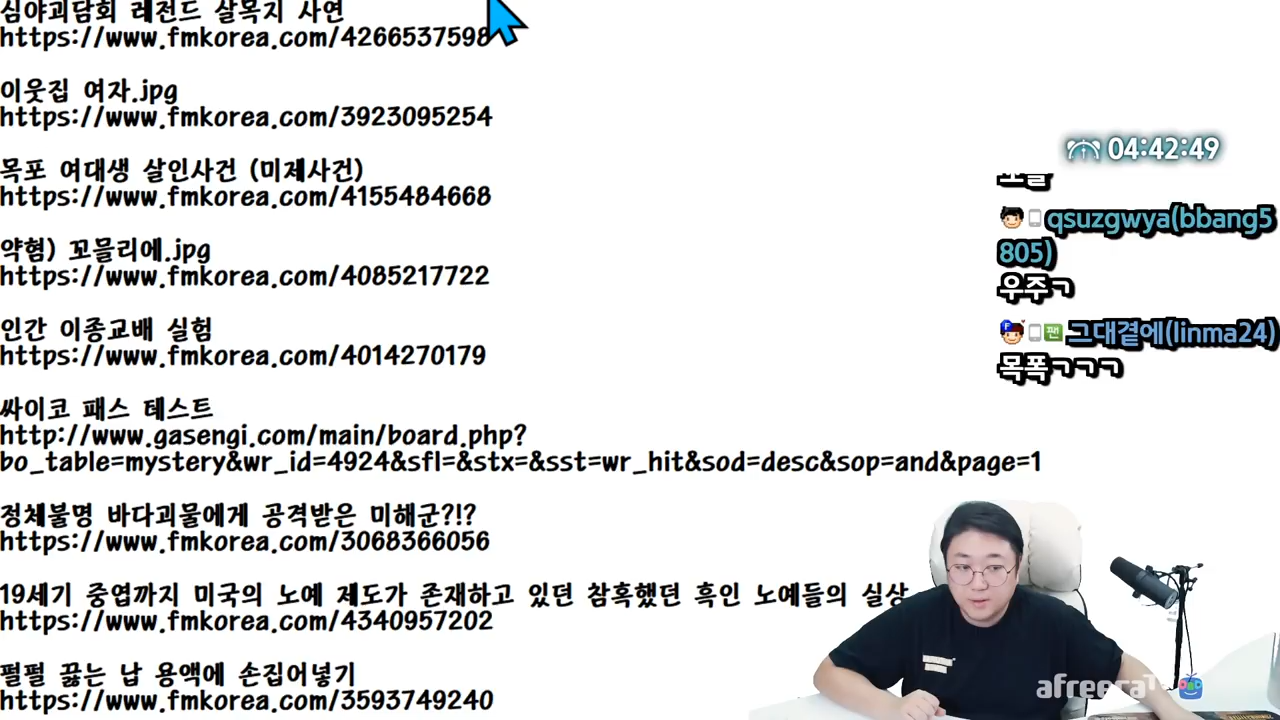 심야괴담회 레전드 살목지 사연
https://www.fmkorea.com/4266537598
이웃집 여자.jpg
https://www.fmkorea.com/3923095254
목포 여대생 살인사건 (미제사건)
https://www.fmkorea.com/4155484668
약혐) 꼬믈리에.jpg
https://www.fmkorea.com/4085217722
인간 이종교배 실험
https://www.fmkorea.com/4014270179
싸이코 패스 테스트
http://www.gasengi.com/main/board.php?
bo_table=mystery&wr_id=4924&sfl=&stx=&sst=wr_hit&sod=desc&sop=and&page=1
정체불명 바다괴물에게 공격받은 미해군?!?
https://www.fmkorea.com/3068366056
19세기 중엽까지 미국의 노예 제도가 존재하고 있던 참혹했던 흑인 노예들의 실상
https://www.fmkorea.com/4340957202
펄펄 끓는 납 용액에 손집어넣기
https://www.fmkorea.com/3593749240
04:42:49
qsuzgwya(bbang5
805)
우주ㄱ
팬 그대곁에(linma24)
목폭ㄱㄱㄱ
afreecaTV